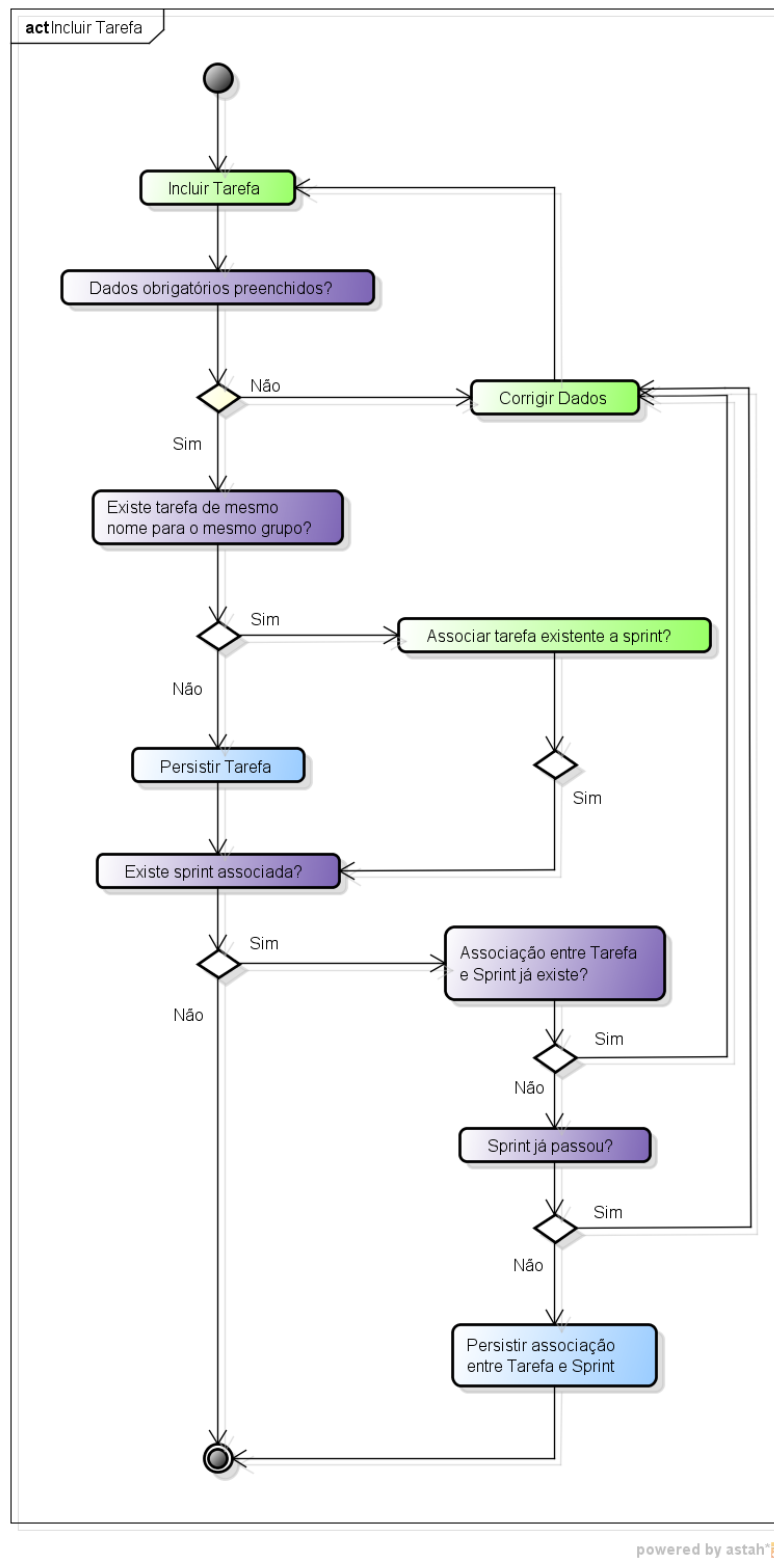 act Incluir Tarefa
Incluir Tarefa
Dados obrigatórios preenchidos?
Não
Corrigir Dados
Sim
Existe tarefa de mesmo
nome para o mesmo grupo?
Sim
Associar tarefa existente a sprint?
Não
Persistir Tarefa
Sim
Existe sprint associada?
Sim
Associação entre Tarefa
e Sprint já existe?
Não
Sim
Não
Sprint já passou?
Sim
Não
Persistir associação
entre Tarefa e Sprint
powered by astah*